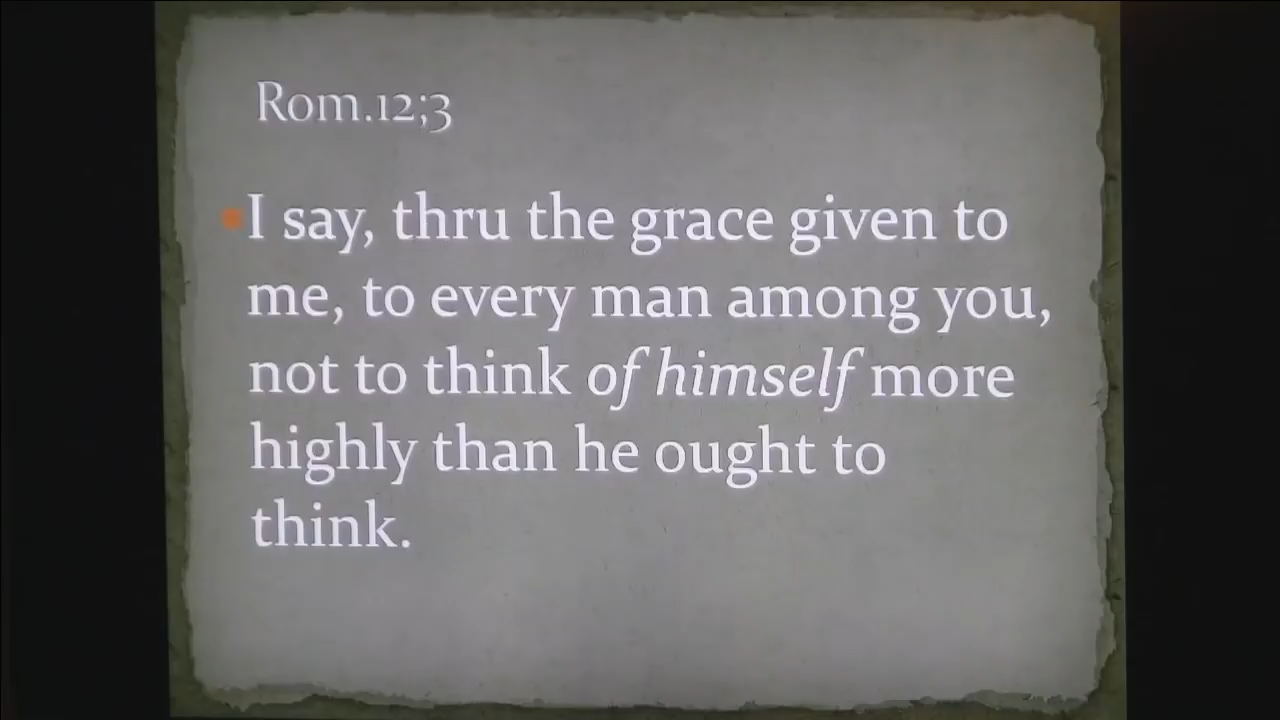 Rom.12;3
I say, thru the grace given to
me, to every man among you,
not to think of himself more
highly than he ought to
think.